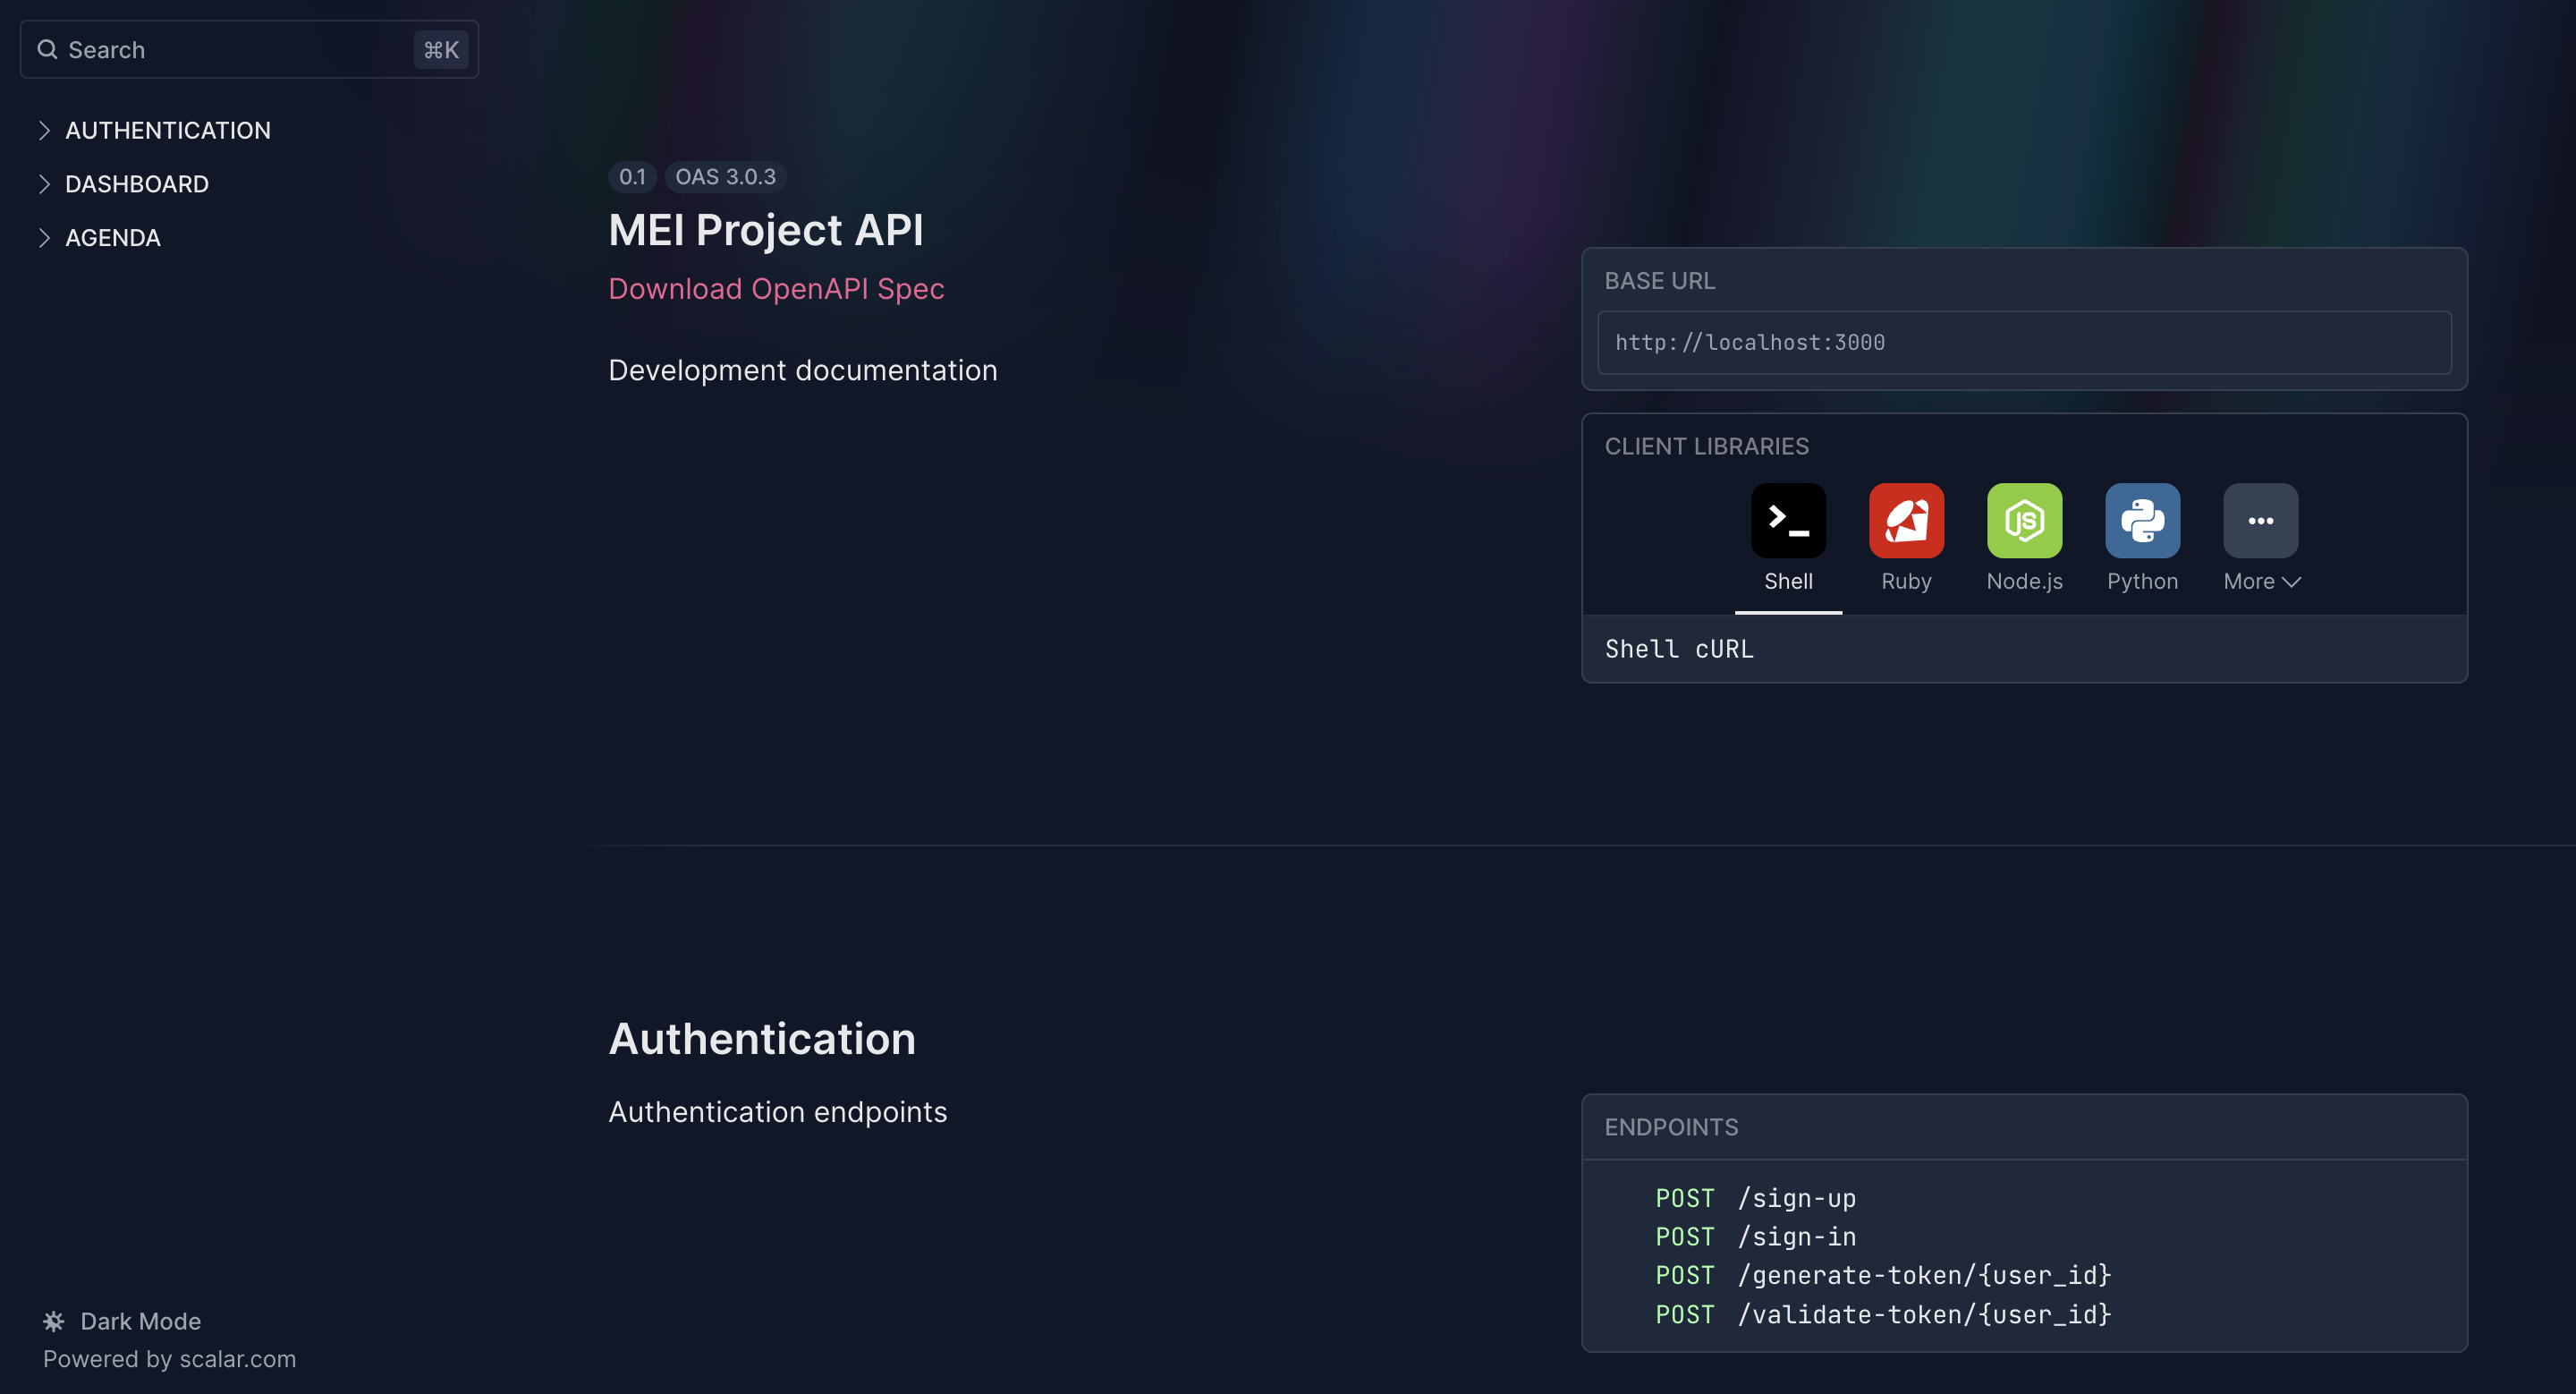 Search ⌘K
AUTHENTICATION
DASHBOARD
AGENDA
0.1 OAS 3.0.3
MEI Project API
Download OpenAPI Spec
Development documentation
BASE URL
http://localhost:3000
CLIENT LIBRARIES
Shell Ruby Node.js Python More
Shell cURL
Authentication
Authentication endpoints
ENDPOINTS
POST /sign-up
POST /sign-in
POST /generate-token/{user_id}
POST /validate-token/{user_id}
Dark Mode
Powered by scalar.com